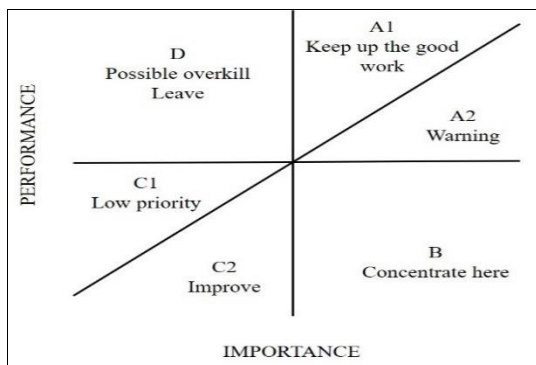 A1
Keep up the good
work
D
Possible overkill
Leave
A2
Warning
PERFORMANCE
C1
Low priority
C2
Improve
B
Concentrate here
IMPORTANCE